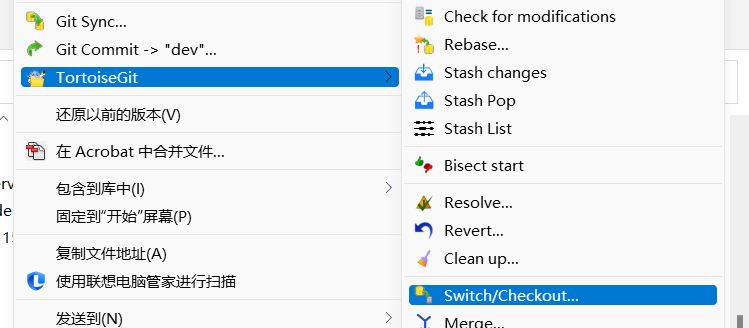 Git Sync...
Git Commit -> "dev"...
TortoiseGit
还原以前的版本(V)
在 Acrobat 中合并文件...
包含到库中(I)
固定到"开始"屏幕(P)
复制文件地址(A)
使用联想电脑管家进行扫描
发送到(N)
Check for modifications
Rebase...
Stash changes
Stash Pop
Stash List
Bisect start
Resolve...
Revert...
Clean up...
Switch/Checkout...
Merge...